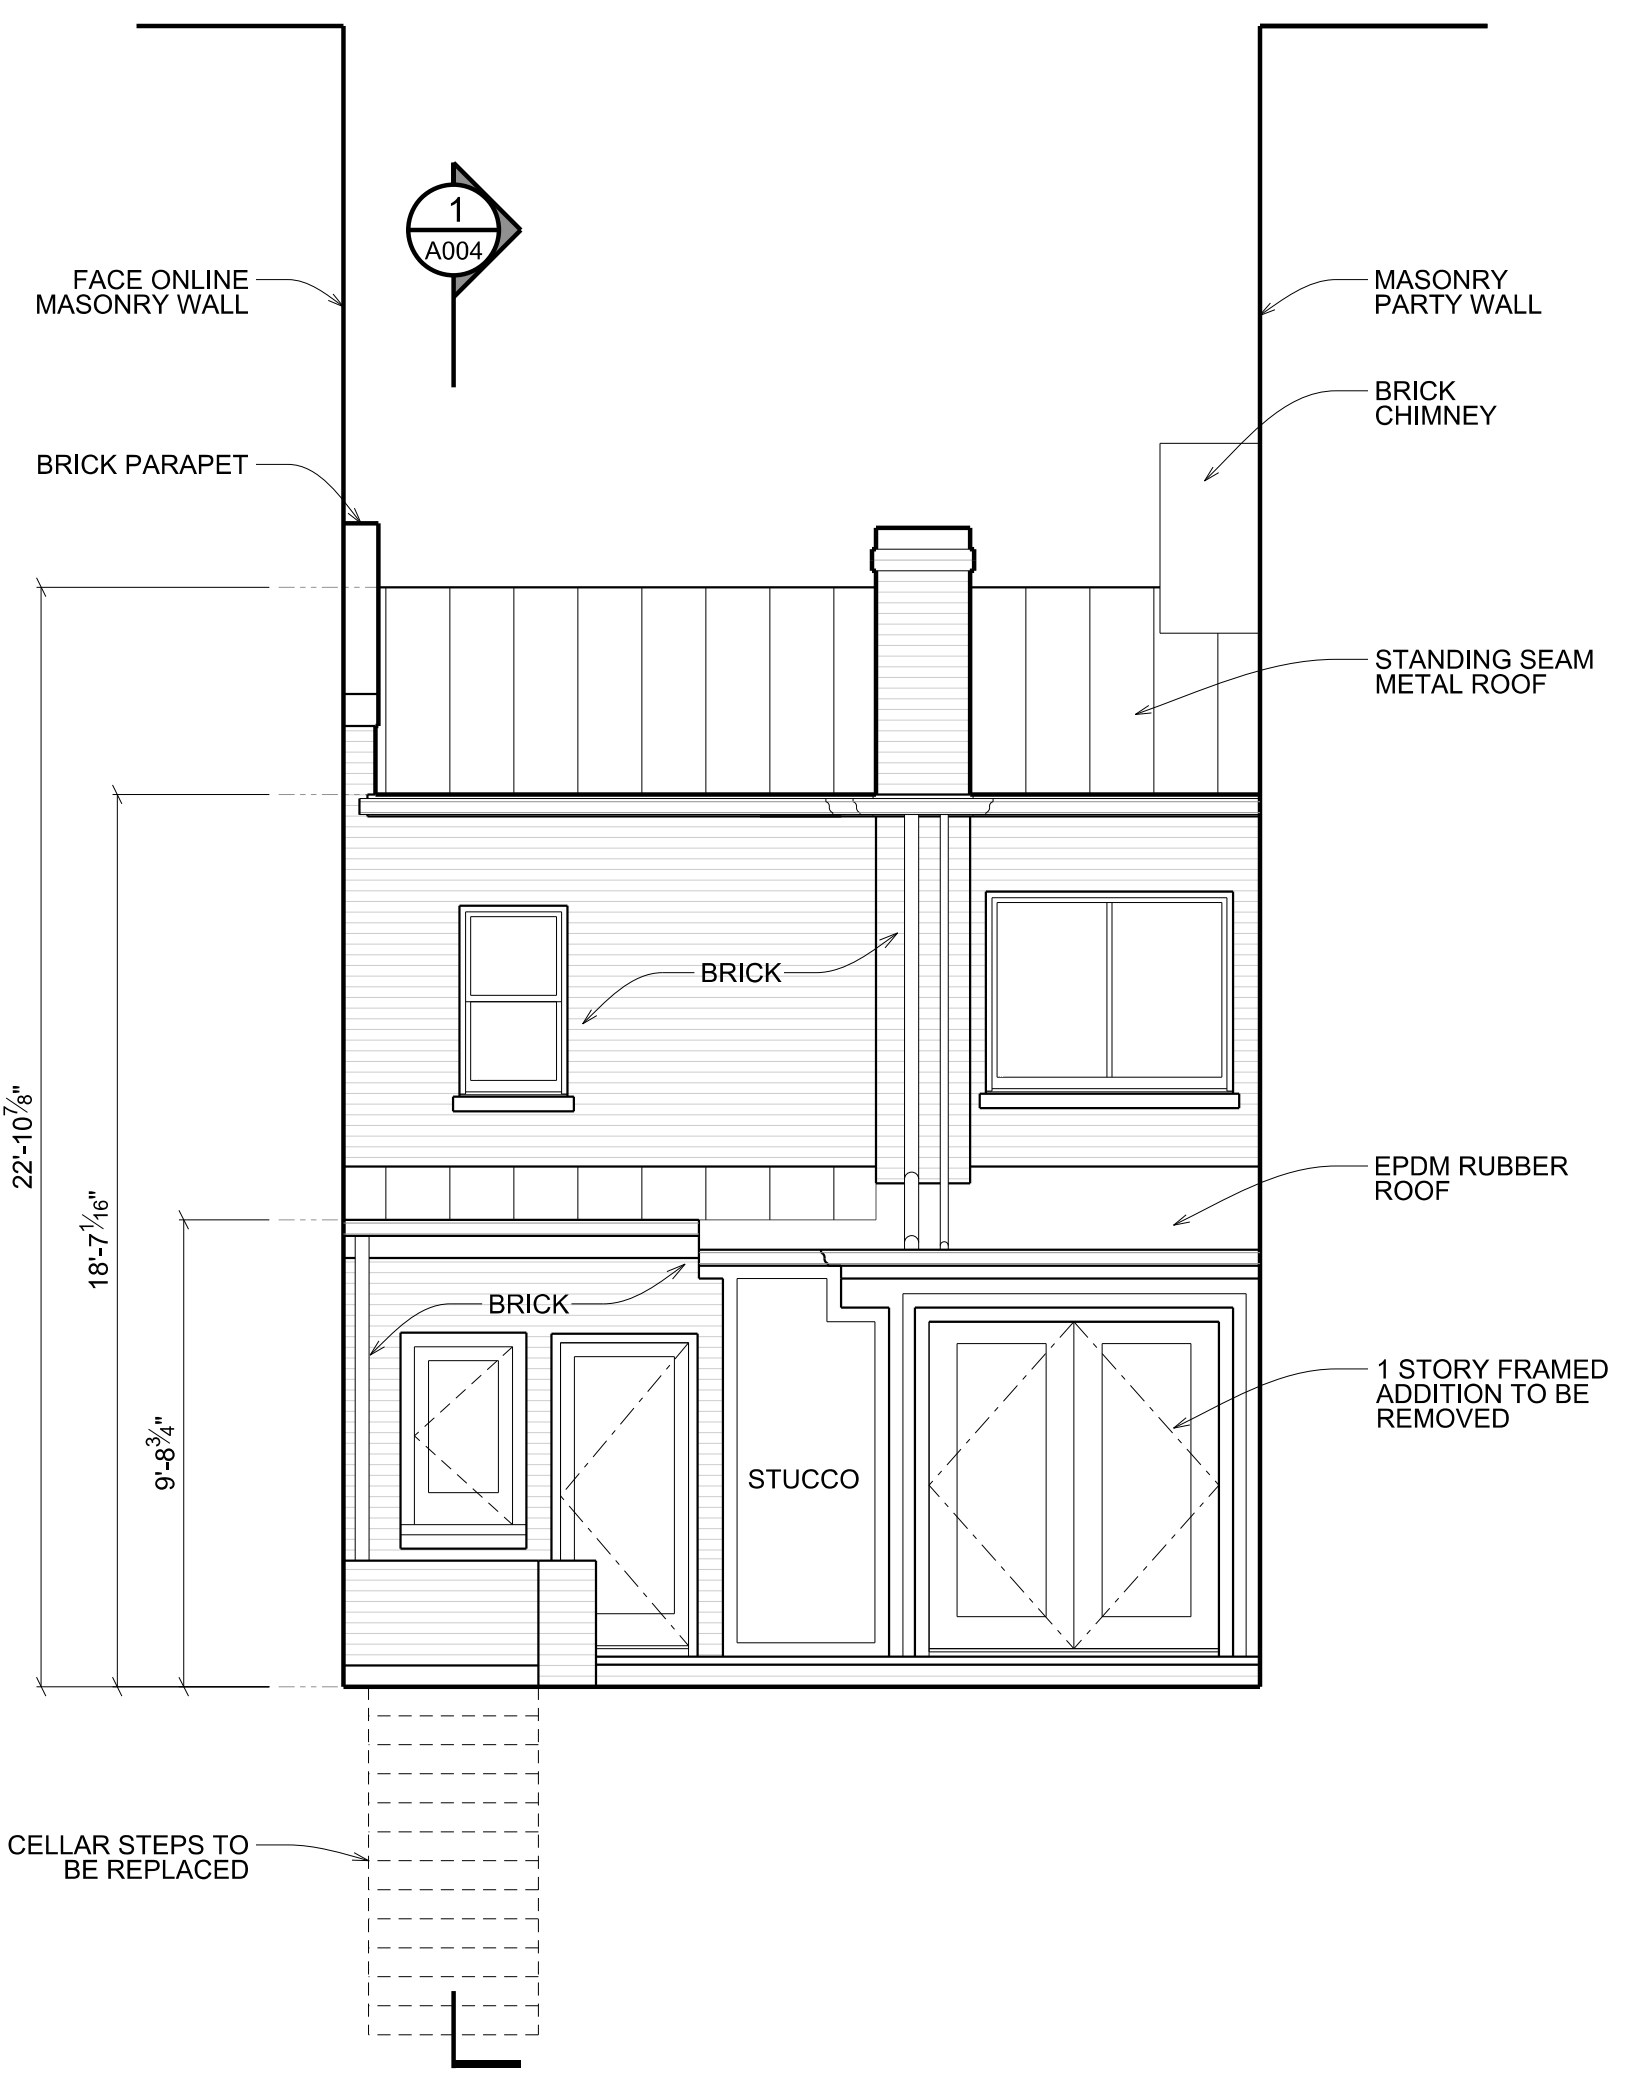 1
A004
FACE ONLINE
MASONRY WALL
MASONRY
PARTY WALL
BRICK
CHIMNEY
BRICK PARAPET
STANDING SEAM
METAL ROOF
BRICK
22'-10⅞"
18'-7 1/16"
9'-8¾"
EPDM RUBBER
ROOF
BRICK
1 STORY FRAMED
ADDITION TO BE
REMOVED
STUCCO
CELLAR STEPS TO
BE REPLACED